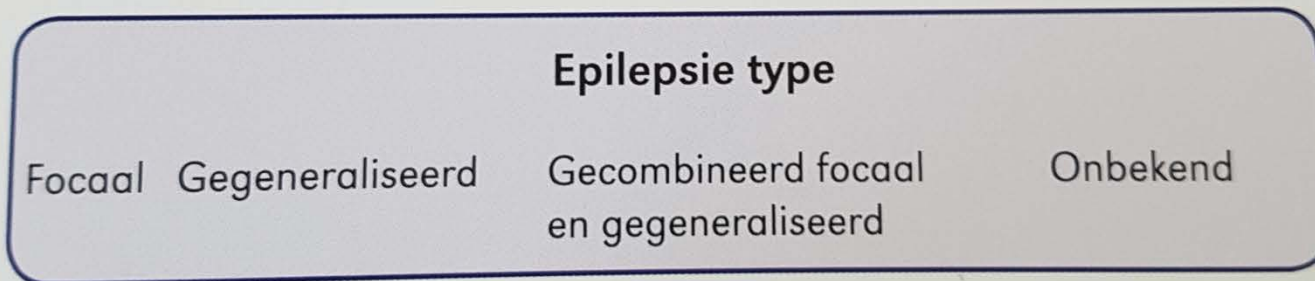 Epilepsie type
Focaal Gegeneraliseerd Gecombineerd focaal Onbekend
en gegeneraliseerd